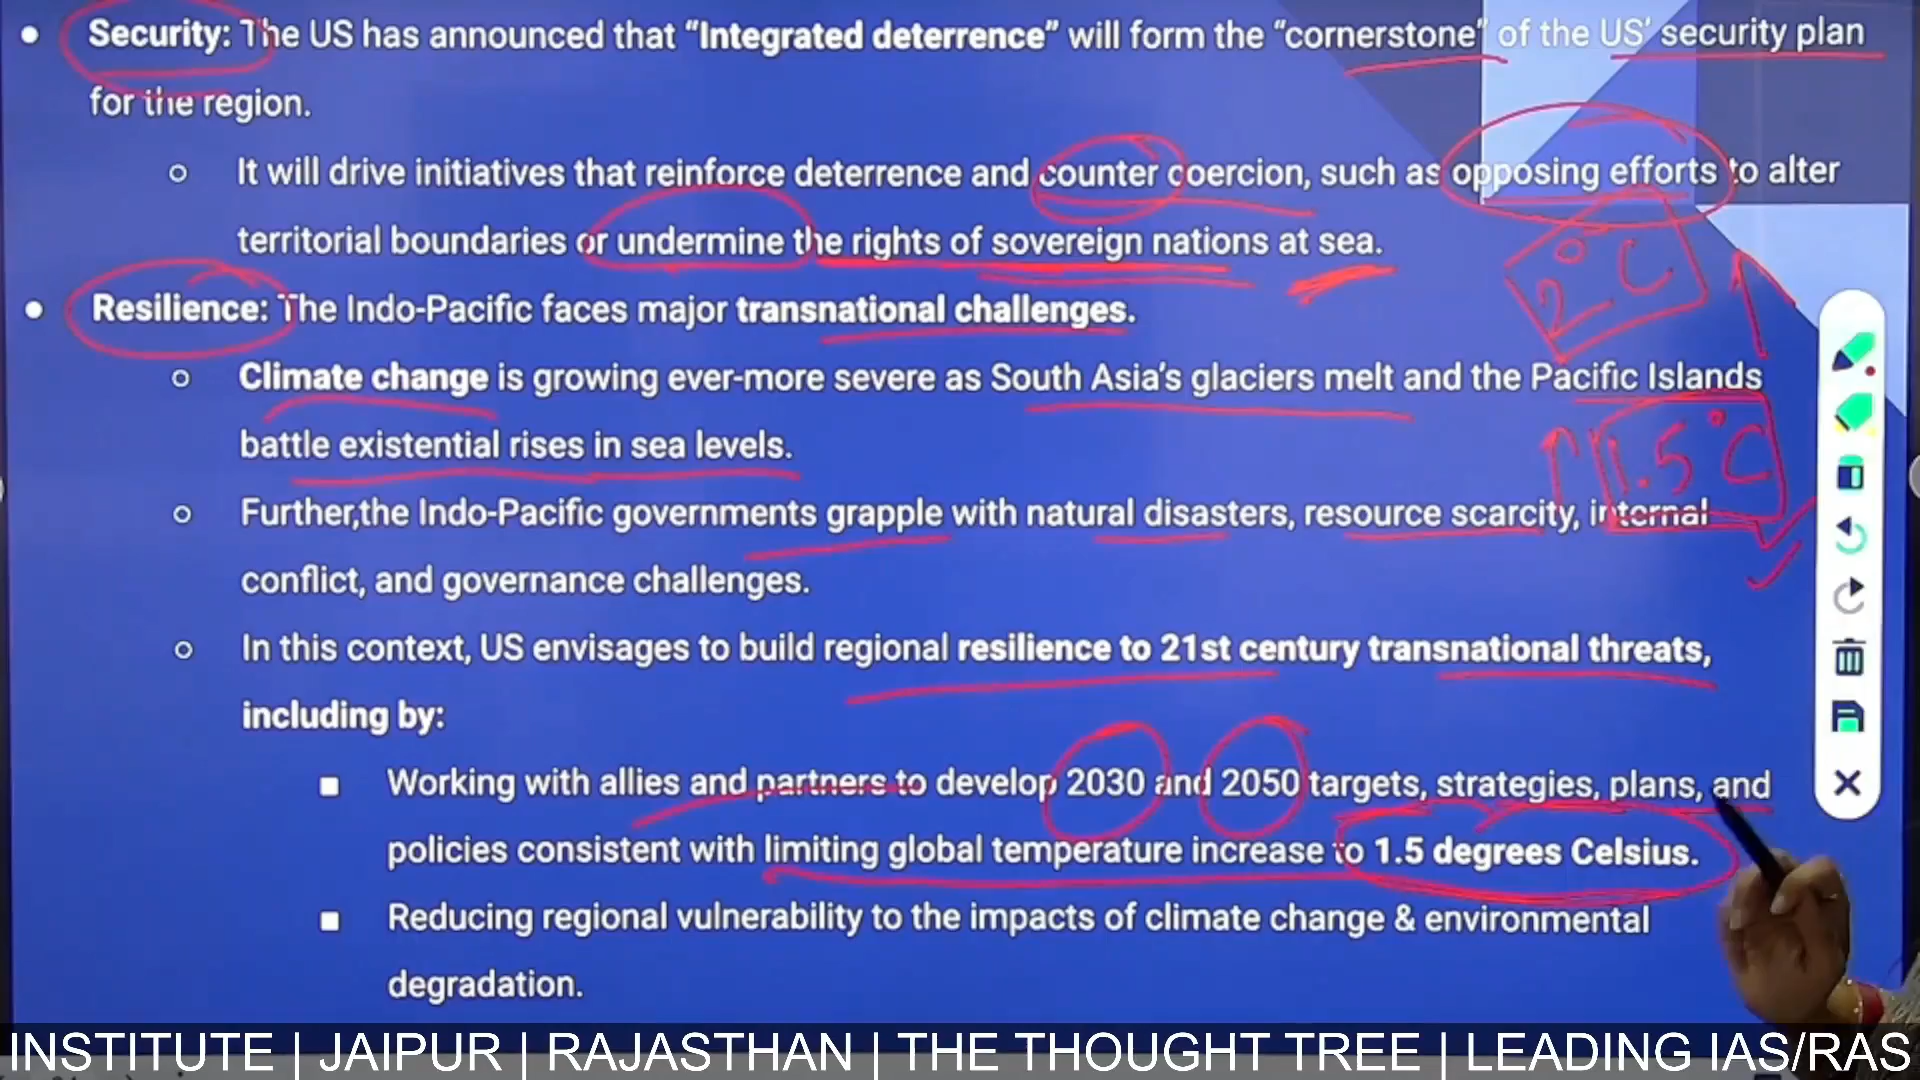 Security: The US has announced that “Integrated deterrence” will form the “cornerstone” of the US’ security plan
for the region.
It will drive initiatives that reinforce deterrence and counter coercion, such as opposing efforts to alter
territorial boundaries or undermine the rights of sovereign nations at sea.
2°C
Resilience: The Indo-Pacific faces major transnational challenges.
Climate change is growing ever-more severe as South Asia’s glaciers melt and the Pacific Islands
battle existential rises in sea levels.
1.5°C
Further,the Indo-Pacific governments grapple with natural disasters, resource scarcity, internal
conflict, and governance challenges.
In this context, US envisages to build regional resilience to 21st century transnational threats,
including by:
Working with allies and partners to develop 2030 and 2050 targets, strategies, plans, and
policies consistent with limiting global temperature increase to 1.5 degrees Celsius.
Reducing regional vulnerability to the impacts of climate change & environmental
degradation.
INSTITUTE | JAIPUR | RAJASTHAN | THE THOUGHT TREE | LEADING IAS/RAS